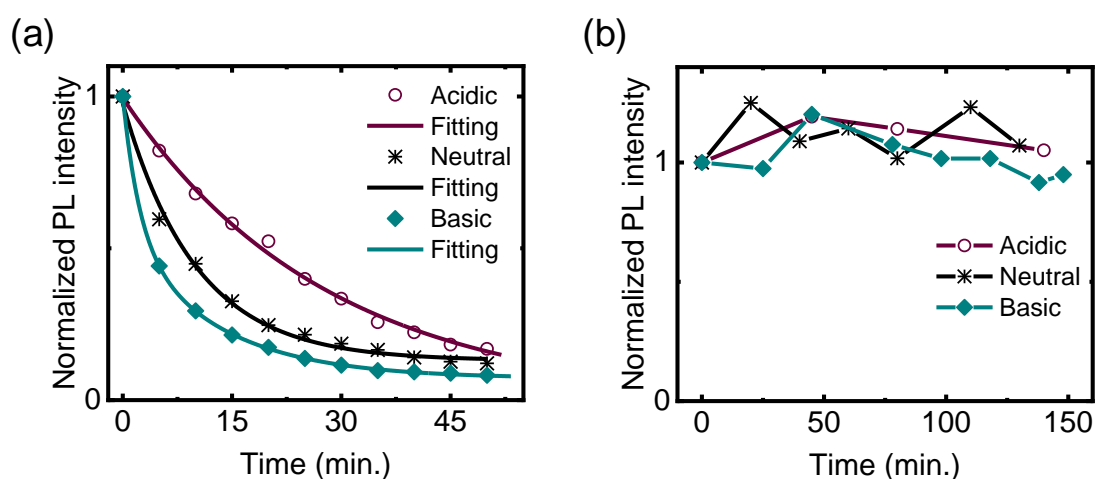 (a)
Normalized PL intensity
1
0
Acidic
Fitting
Neutral
Fitting
Basic
Fitting
0 15 30 45
Time (min.)
(b)
Normalized PL intensity
1
0
Acidic
Neutral
Basic
0 50 100 150
Time (min.)